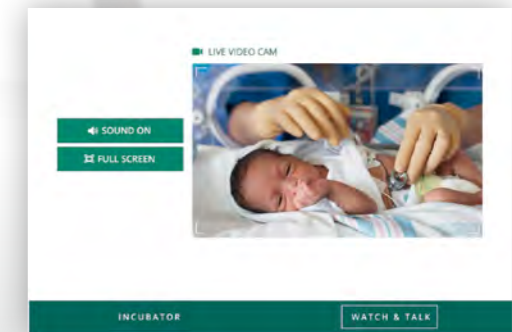 LIVE VIDEO CAM
SOUND ON
FULL SCREEN
INCUBATOR
WATCH & TALK